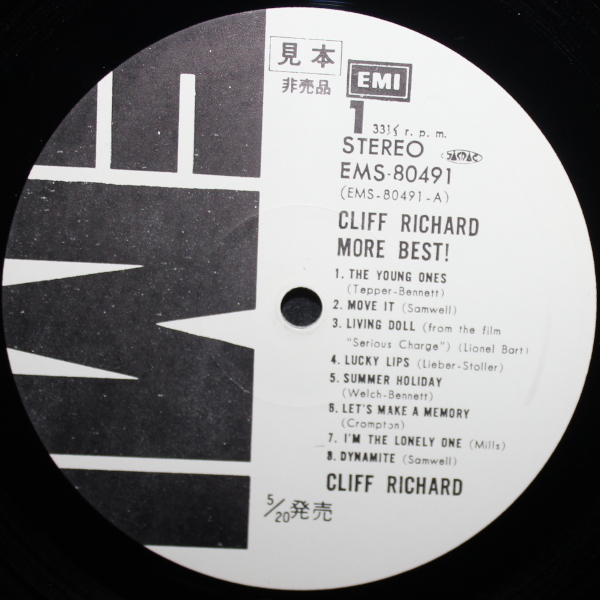 見本
非売品
EMI
1
33⅓ r. p. m.
STEREO
EMS-80491
(EMS-80491-A)
CLIFF RICHARD
MORE BEST!
1. THE YOUNG ONES
(Tepper-Bennett)
2. MOVE IT (Samwell)
3. LIVING DOLL (from the film
"Serious Charge") (Lionel Bart)
4. LUCKY LIPS (Lieber-Stoller)
5. SUMMER HOLIDAY
(Welch-Bennett)
6. LET'S MAKE A MEMORY
(Crompton)
7. I'M THE LONELY ONE (Mills)
8. DYNAMITE (Samwell)
CLIFF RICHARD
5/20発売
EMI